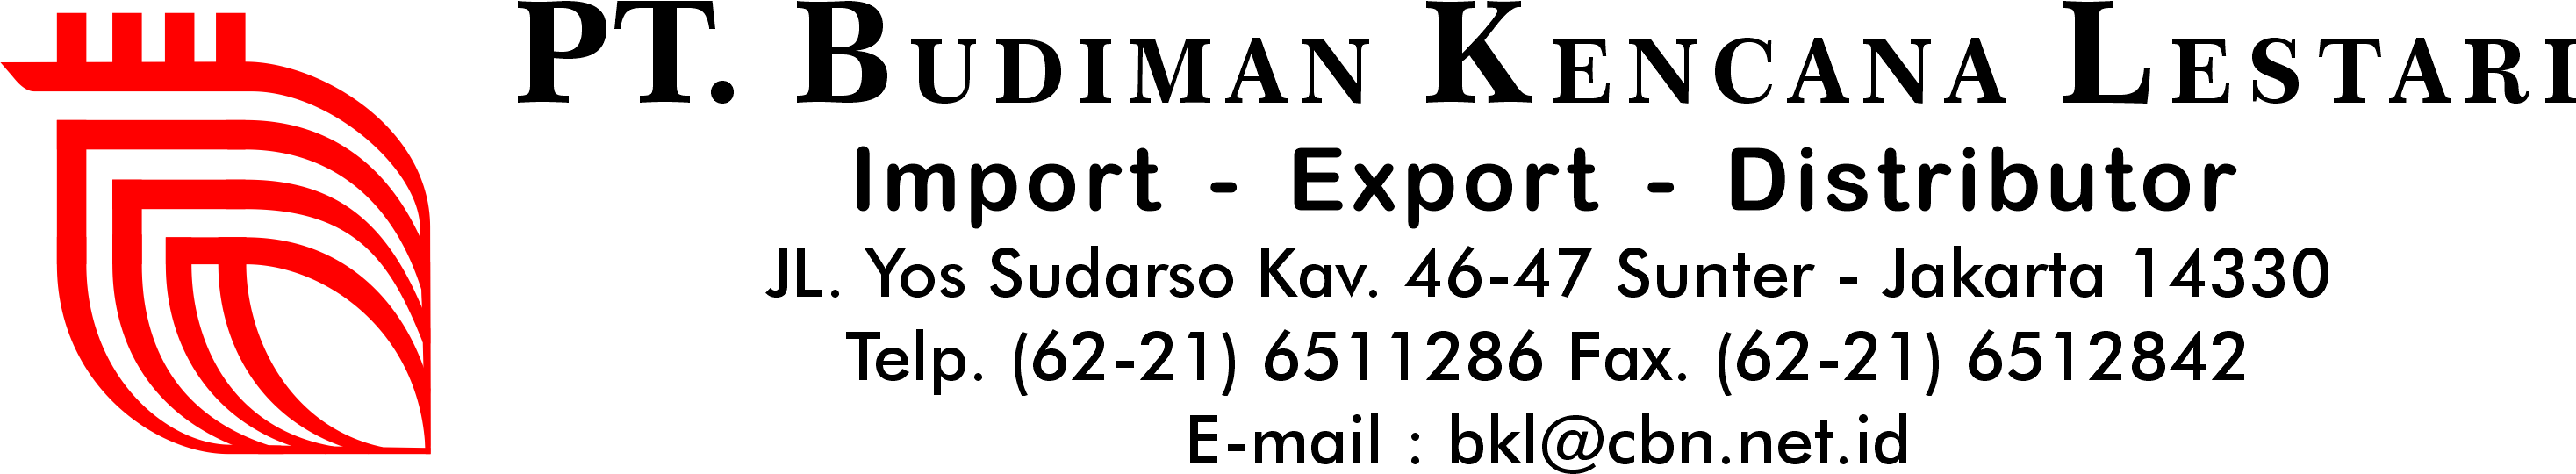 PT. BUDIMAN KENCANA LESTARI
Import - Export - Distributor
JL. Yos Sudarso Kav. 46-47 Sunter - Jakarta 14330
Telp. (62-21) 6511286 Fax. (62-21) 6512842
E-mail : bkl@cbn.net.id